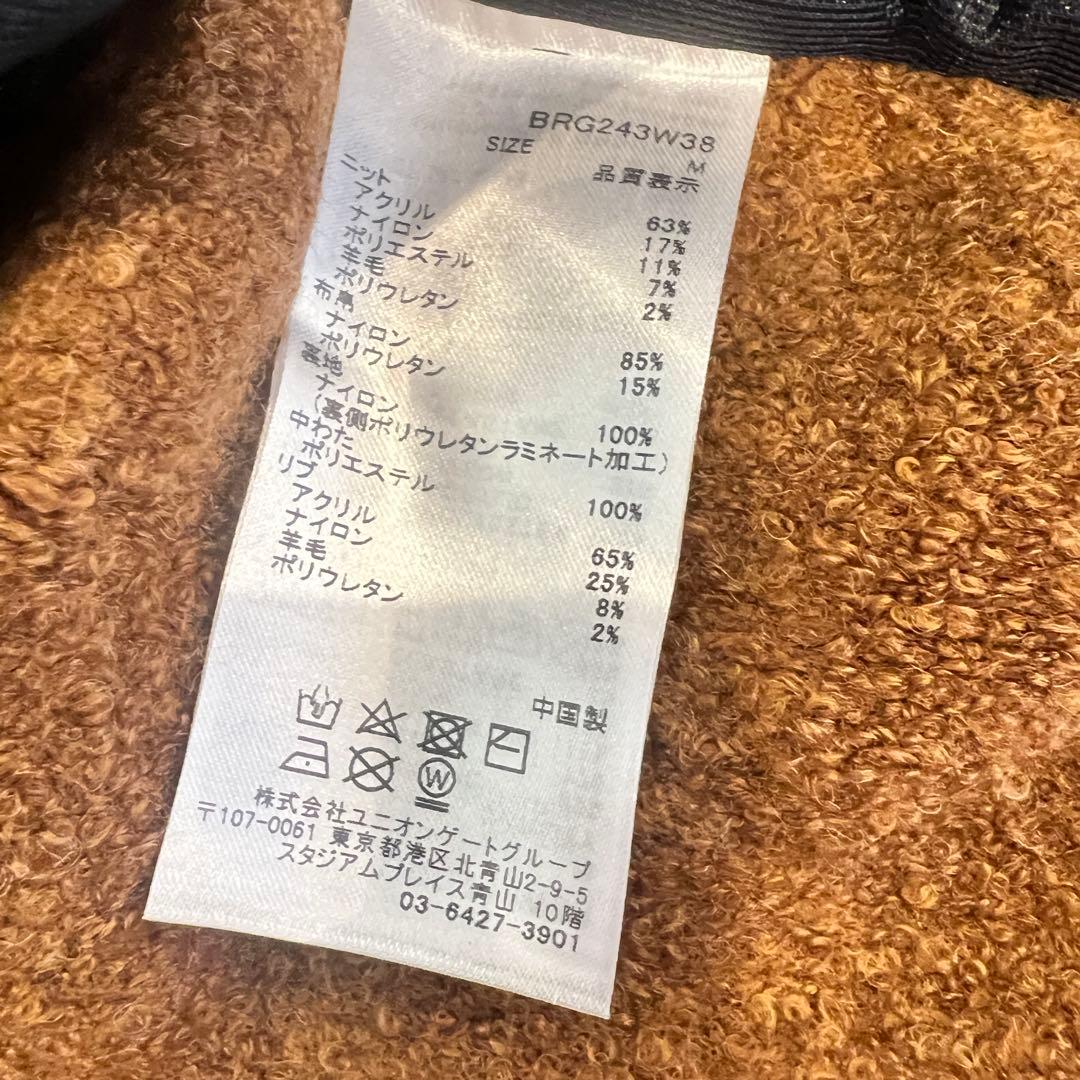 BRG243W38
SIZE M
品質表示
ニット
アクリル 63%
ナイロン 17%
ポリエステル 11%
羊毛 7%
ポリウレタン 2%
布帛
ナイロン 85%
ポリウレタン 15%
裏地
ナイロン 100%
(裏側ポリウレタンラミネート加工)
中わた
ポリエステル 100%
リブ
アクリル 65%
ナイロン 25%
羊毛 8%
ポリウレタン 2%
中国製
W
株式会社ユニオンゲートグループ
〒107-0061 東京都港区北青山2-9-5
スタジアムプレイス青山 10階
03-6427-3901